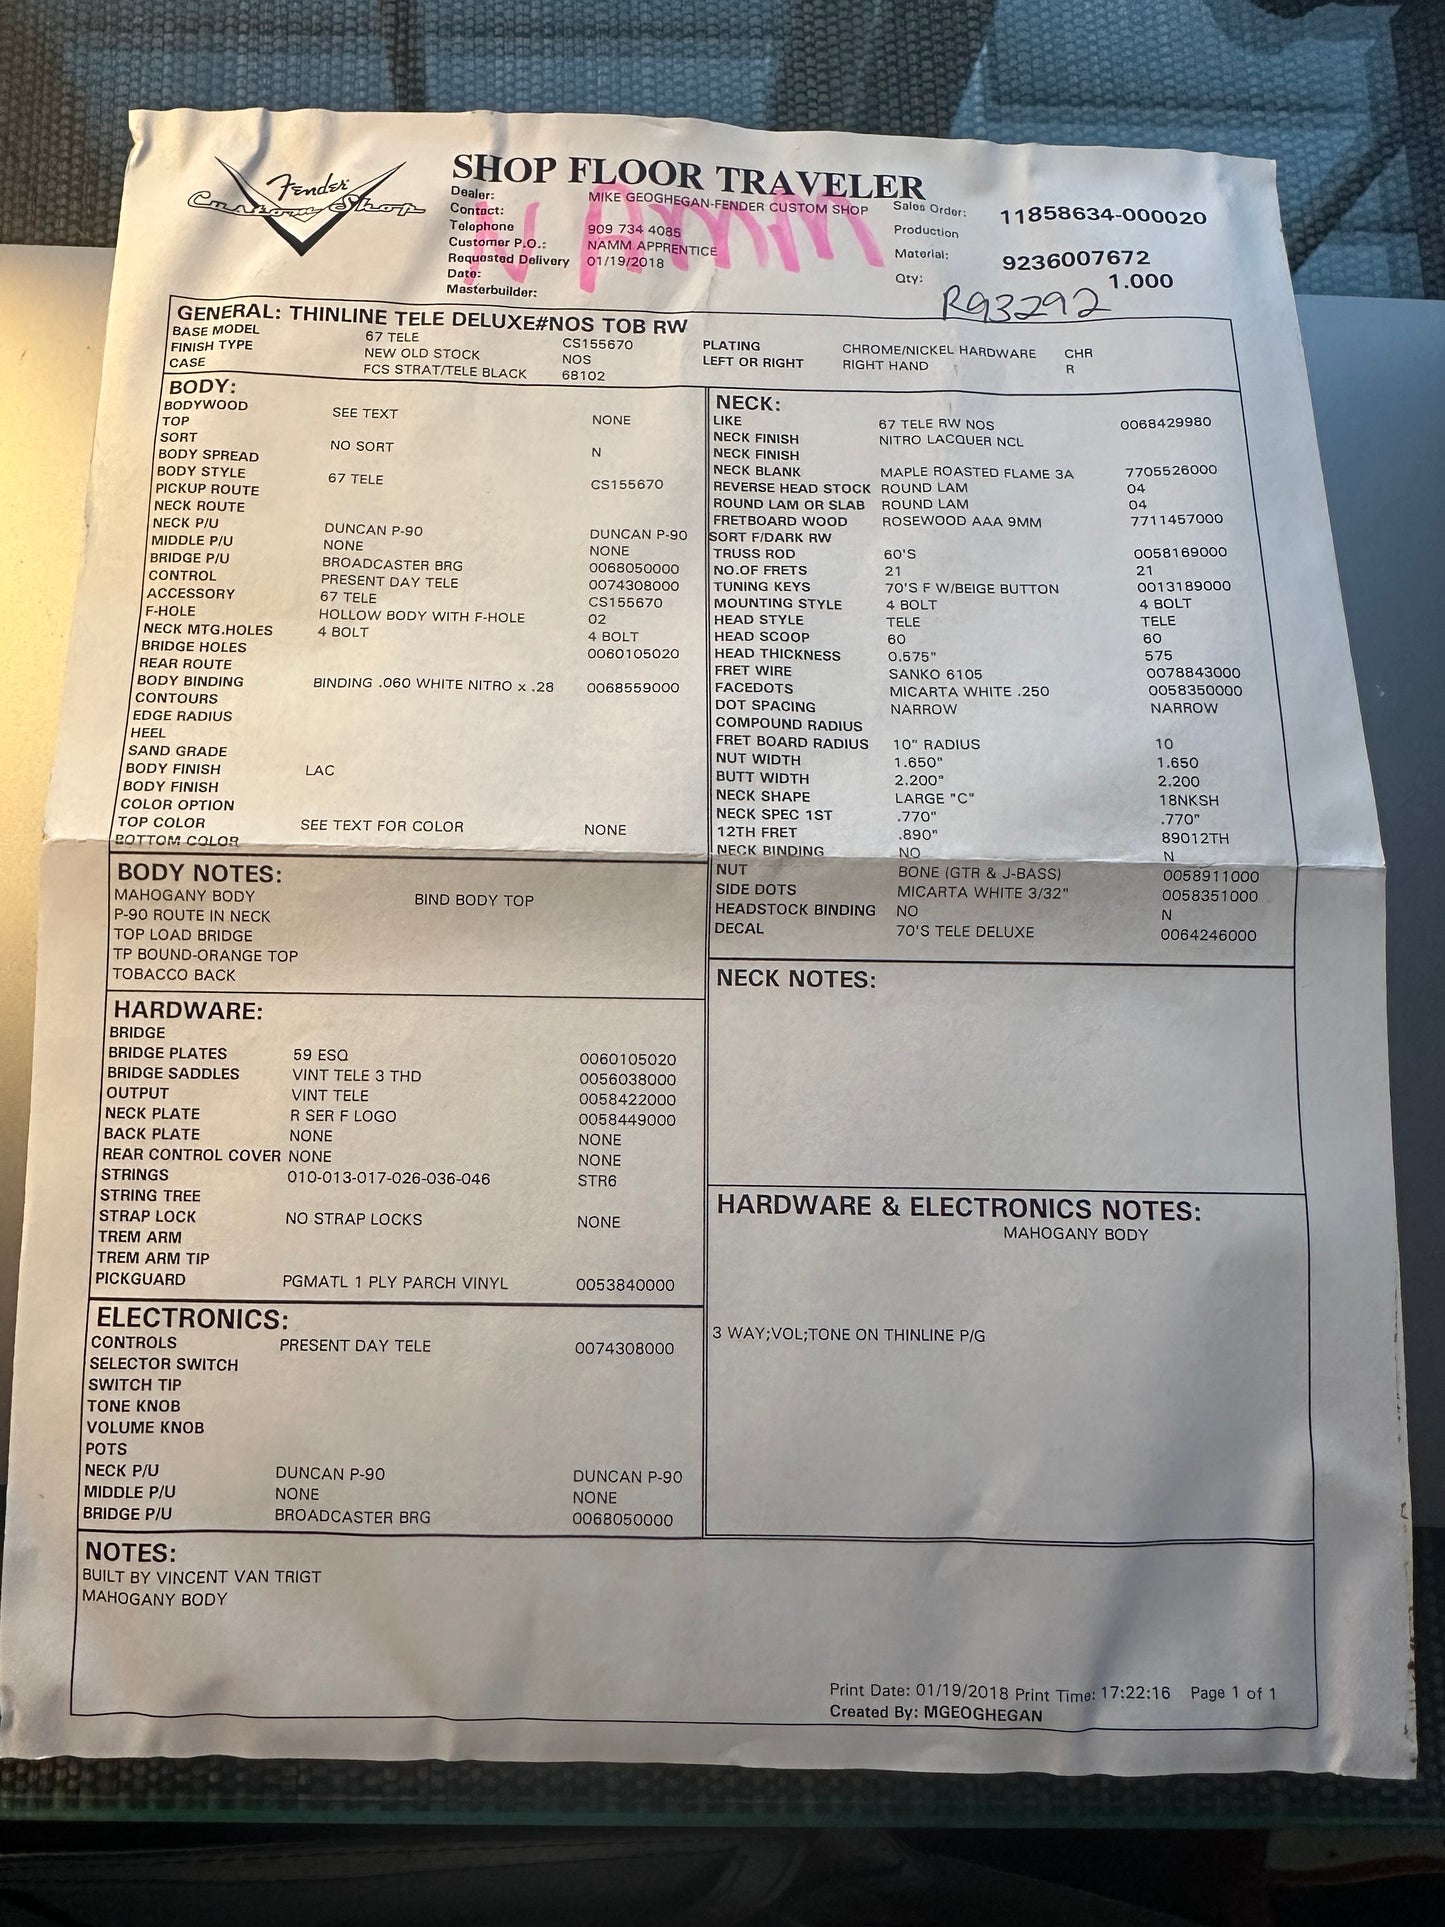 Fender
Custom Shop
SHOP FLOOR TRAVELER
NAMM
Dealer: MIKE GEOGHEGAN-FENDER CUSTOM SHOP
Contact:
Telephone 909 734 4085
Customer P.O.: NAMM APPRENTICE
Requested Delivery 01/19/2018
Date:
Masterbuilder:
Sales Order: 11858634-000020
Production
Material: 9236007672
Qty: 1.000
R93292
GENERAL: THINLINE TELE DELUXE#NOS TOB RW
BASE MODEL 67 TELE CS155670
FINISH TYPE NEW OLD STOCK NOS
CASE FCS STRAT/TELE BLACK 68102
PLATING CHROME/NICKEL HARDWARE CHR
LEFT OR RIGHT RIGHT HAND R
BODY:
BODYWOOD SEE TEXT NONE
TOP
SORT NO SORT N
BODY SPREAD
BODY STYLE 67 TELE CS155670
PICKUP ROUTE
NECK ROUTE
NECK P/U DUNCAN P-90 DUNCAN P-90
MIDDLE P/U NONE NONE
BRIDGE P/U BROADCASTER BRG 0068050000
CONTROL PRESENT DAY TELE 0074308000
ACCESSORY 67 TELE CS155670
F-HOLE HOLLOW BODY WITH F-HOLE 02
NECK MTG.HOLES 4 BOLT 4 BOLT
BRIDGE HOLES 0060105020
REAR ROUTE
BODY BINDING BINDING .060 WHITE NITRO x .28 0068559000
CONTOURS
EDGE RADIUS
HEEL
SAND GRADE
BODY FINISH LAC
BODY FINISH
COLOR OPTION
TOP COLOR SEE TEXT FOR COLOR NONE
BOTTOM COLOR
NECK:
LIKE 67 TELE RW NOS 0068429980
NECK FINISH NITRO LACQUER NCL
NECK FINISH
NECK BLANK MAPLE ROASTED FLAME 3A 7705526000
REVERSE HEAD STOCK ROUND LAM 04
ROUND LAM OR SLAB ROUND LAM 04
FRETBOARD WOOD ROSEWOOD AAA 9MM 7711457000
SORT F/DARK RW
TRUSS ROD 60'S 0058169000
NO.OF FRETS 21 21
TUNING KEYS 70'S F W/BEIGE BUTTON 0013189000
MOUNTING STYLE 4 BOLT 4 BOLT
HEAD STYLE TELE TELE
HEAD SCOOP 60 60
HEAD THICKNESS 0.575" 575
FRET WIRE SANKO 6105 0078843000
FACEDOTS MICARTA WHITE .250 0058350000
DOT SPACING NARROW NARROW
COMPOUND RADIUS
FRET BOARD RADIUS 10" RADIUS 10
NUT WIDTH 1.650" 1.650
BUTT WIDTH 2.200" 2.200
NECK SHAPE LARGE "C" 18NKSH
NECK SPEC 1ST .770" .770"
12TH FRET .890" 89012TH
NECK BINDING NO N
NUT BONE (GTR & J-BASS) 0058911000
SIDE DOTS MICARTA WHITE 3/32" 0058351000
HEADSTOCK BINDING NO N
DECAL 70'S TELE DELUXE 0064246000
BODY NOTES:
MAHOGANY BODY BIND BODY TOP
P-90 ROUTE IN NECK
TOP LOAD BRIDGE
TP BOUND-ORANGE TOP
TOBACCO BACK
NECK NOTES:
HARDWARE:
BRIDGE
BRIDGE PLATES 59 ESQ 0060105020
BRIDGE SADDLES VINT TELE 3 THD 0056038000
OUTPUT VINT TELE 0058422000
NECK PLATE R SER F LOGO 0058449000
BACK PLATE NONE NONE
REAR CONTROL COVER NONE NONE
STRINGS 010-013-017-026-036-046 STR6
STRING TREE
STRAP LOCK NO STRAP LOCKS NONE
TREM ARM
TREM ARM TIP
PICKGUARD PGMATL 1 PLY PARCH VINYL 0053840000
HARDWARE & ELECTRONICS NOTES:
MAHOGANY BODY
3 WAY;VOL;TONE ON THINLINE P/G
ELECTRONICS:
CONTROLS PRESENT DAY TELE 0074308000
SELECTOR SWITCH
SWITCH TIP
TONE KNOB
VOLUME KNOB
POTS
NECK P/U DUNCAN P-90 DUNCAN P-90
MIDDLE P/U NONE NONE
BRIDGE P/U BROADCASTER BRG 0068050000
NOTES:
BUILT BY VINCENT VAN TRIGT
MAHOGANY BODY
Print Date: 01/19/2018 Print Time: 17:22:16 Page 1 of 1
Created By: MGEOGHEGAN